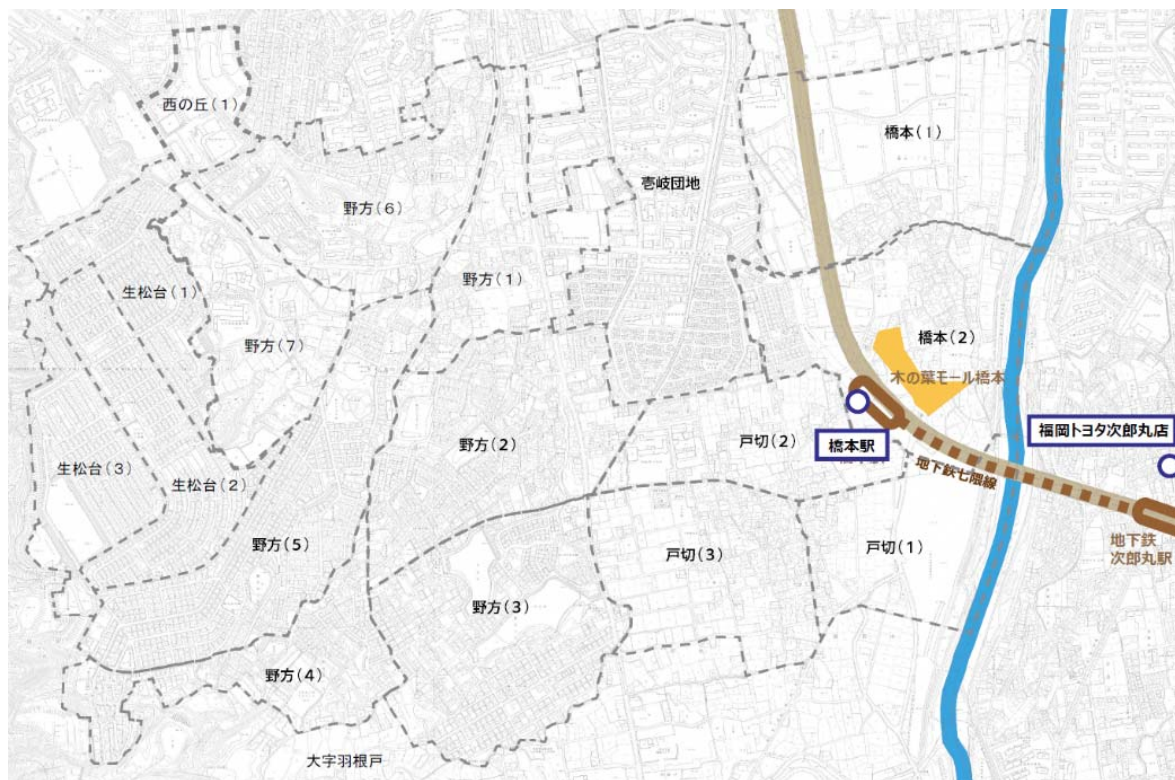 西の丘(1)
橋本(1)
壱岐団地
野方(6)
野方(1)
生松台(1)
野方(7)
橋本(2)
木の葉モール橋本
福岡トヨタ次郎丸店
橋本駅
戸切(2)
野方(2)
生松台(3)
生松台(2)
地下鉄七隈線
野方(5)
戸切(3)
戸切(1)
地下鉄
次郎丸駅
野方(3)
野方(4)
大字羽根戸